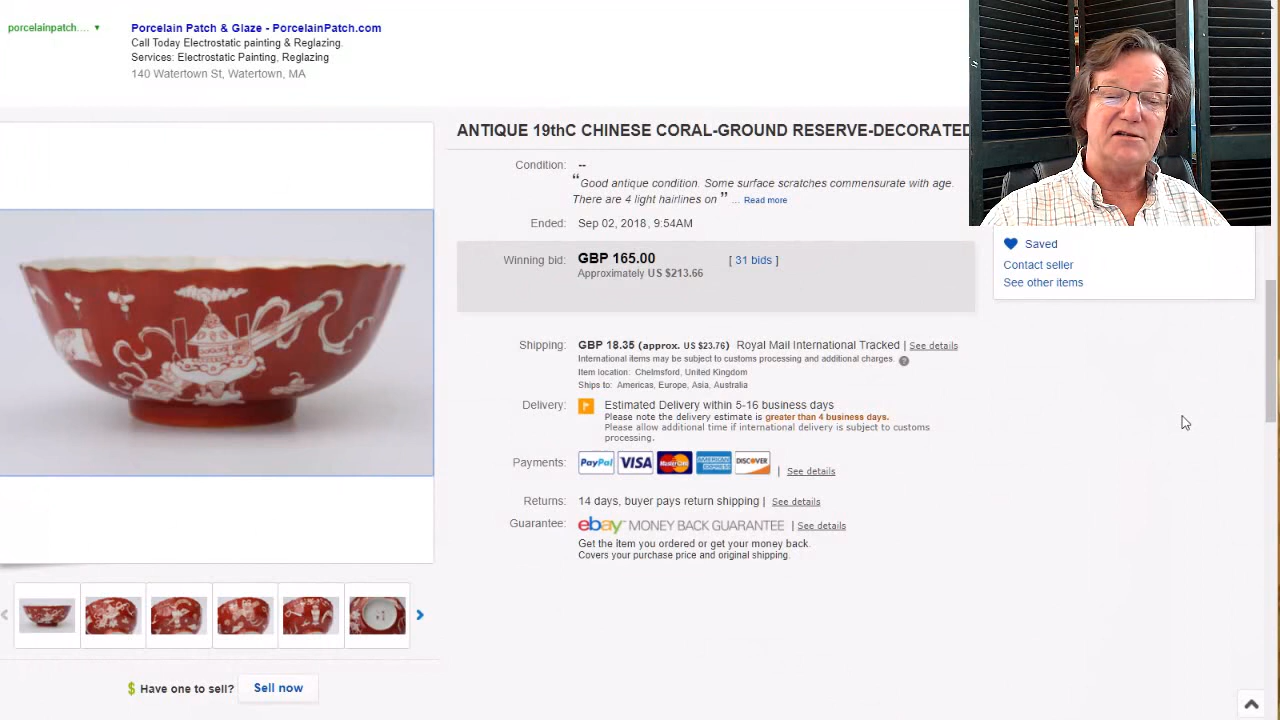 porcelainpatch....
Porcelain Patch & Glaze - PorcelainPatch.com
Call Today Electrostatic painting & Reglazing.
Services: Electrostatic Painting, Reglazing
140 Watertown St, Watertown, MA
ANTIQUE 19thC CHINESE CORAL-GROUND RESERVE-DECORATED
Condition: --
“Good antique condition. Some surface scratches commensurate with age.
There are 4 light hairlines on ” ... Read more
Ended: Sep 02, 2018 , 9:54AM
Winning bid: GBP 165.00 [ 31 bids ]
Approximately US $213.66
Saved
Contact seller
See other items
Shipping: GBP 18.35 (approx. US $23.76) Royal Mail International Tracked | See details
International items may be subject to customs processing and additional charges. ?
Item location: Chelmsford, United Kingdom
Ships to: Americas, Europe, Asia, Australia
Delivery: Estimated Delivery within 5-16 business days
Please note the delivery estimate is greater than 4 business days.
Please allow additional time if international delivery is subject to customs
processing.
Payments: PayPal VISA MasterCard AMERICAN EXPRESS DISCOVER | See details
Returns: 14 days, buyer pays return shipping | See details
Guarantee: ebay™ MONEY BACK GUARANTEE | See details
Get the item you ordered or get your money back.
Covers your purchase price and original shipping.
$ Have one to sell? Sell now